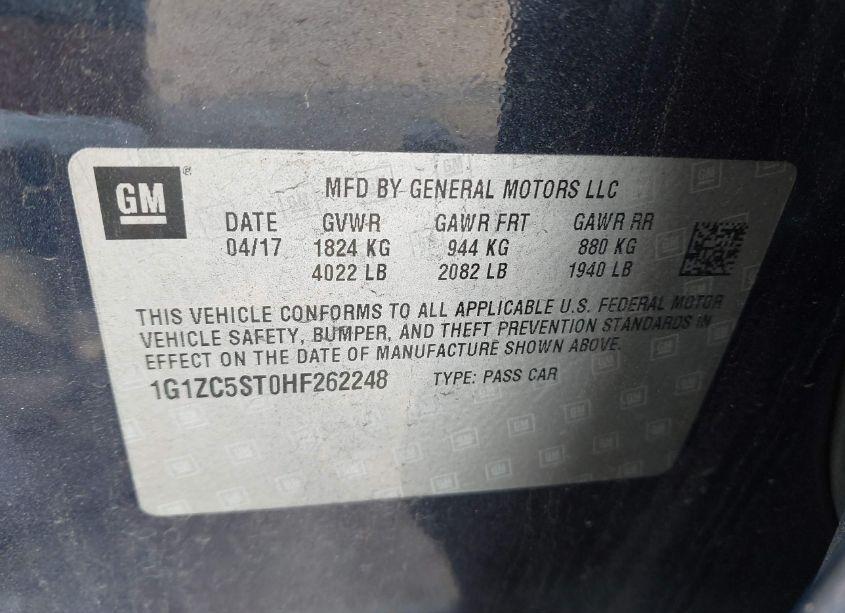 GM
MFD BY GENERAL MOTORS LLC
DATE GVWR GAWR FRT GAWR RR
04/17 1824 KG 944 KG 880 KG
4022 LB 2082 LB 1940 LB
THIS VEHICLE CONFORMS TO ALL APPLICABLE U.S. FEDERAL MOTOR
VEHICLE SAFETY, BUMPER, AND THEFT PREVENTION STANDARDS IN
EFFECT ON THE DATE OF MANUFACTURE SHOWN ABOVE.
1G1ZC5ST0HF262248 TYPE: PASS CAR